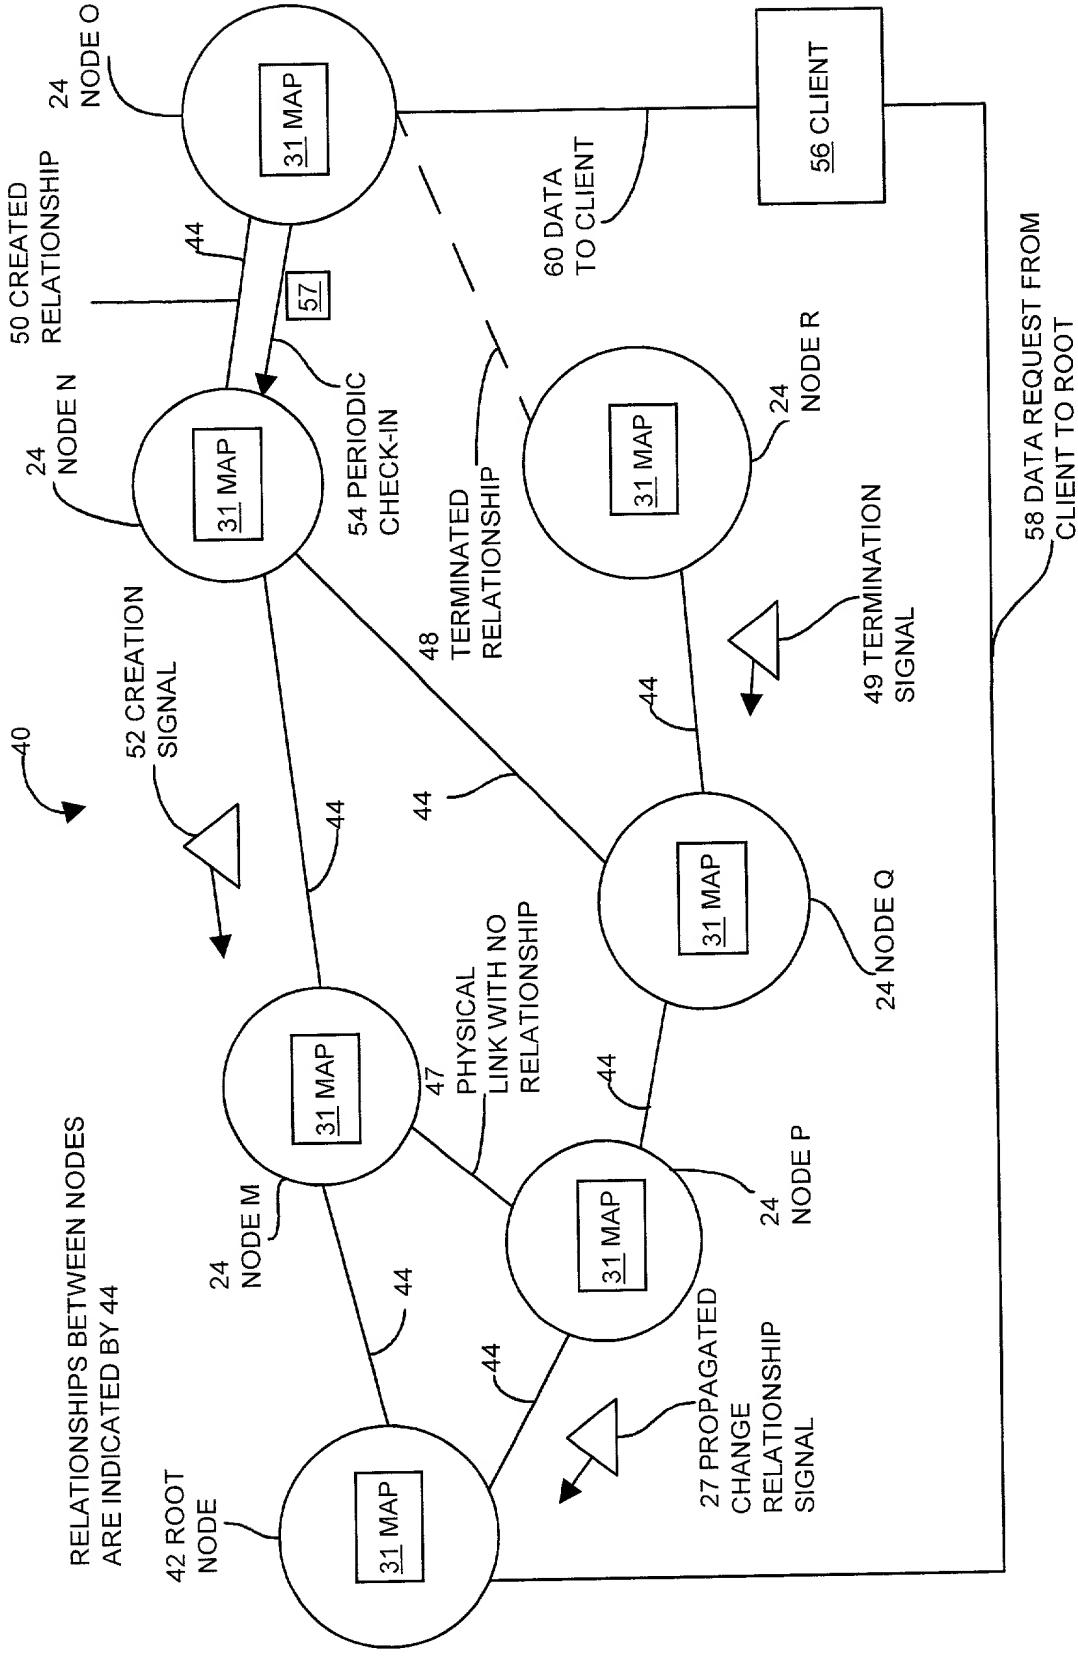 RELATIONSHIPS BETWEEN NODES
ARE INDICATED BY 44
40
42 ROOT
NODE
31 MAP
44
24
NODE M
31 MAP
52 CREATION
SIGNAL
44
24
NODE N
31 MAP
50 CREATED
RELATIONSHIP
44
24
NODE O
31 MAP
57
54 PERIODIC
CHECK-IN
47
PHYSICAL
LINK WITH NO
RELATIONSHIP
44
48
TERMINATED
RELATIONSHIP
44
27 PROPAGATED
CHANGE
RELATIONSHIP
SIGNAL
31 MAP
24
NODE P
44
31 MAP
24 NODE Q
44
49 TERMINATION
SIGNAL
31 MAP
24
NODE R
60 DATA
TO CLIENT
56 CLIENT
58 DATA REQUEST FROM
CLIENT TO ROOT